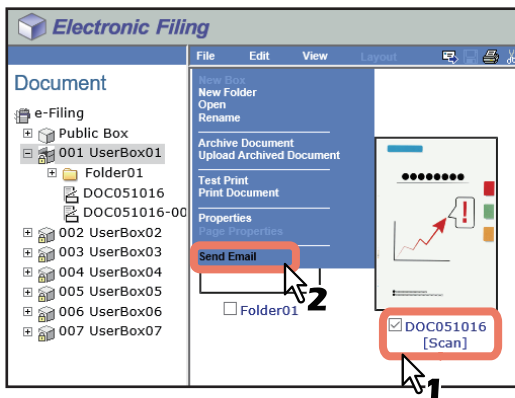 Electronic Filing
File Edit View Layout
Document
e-Filing
Public Box
001 UserBox01
Folder01
DOC051016
DOC051016-00
002 UserBox02
003 UserBox03
004 UserBox04
005 UserBox05
006 UserBox06
007 UserBox07
New Box
New Folder
Open
Rename
Archive Document
Upload Archived Document
Test Print
Print Document
Properties
Page Properties
Send Email
2
Folder01
!
DOC051016
[Scan]
1